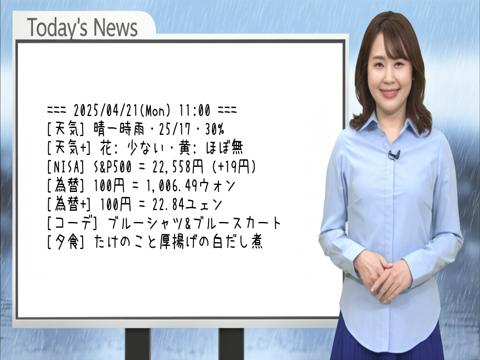 Today's News
=== 2025/04/21(Mon) 11:00 ===
[天気] 晴一時雨・25/17・30%
[天気+] 花: 少ない・黄: ほぼ無
[NISA] S&P500 = 22,558円 (+19円)
[為替] 100円 = 1,006.49ウォン
[為替+] 100円 = 22.84ユェン
[コーデ] ブルーシャツ&ブルースカート
[夕食] たけのこと厚揚げの白だし煮